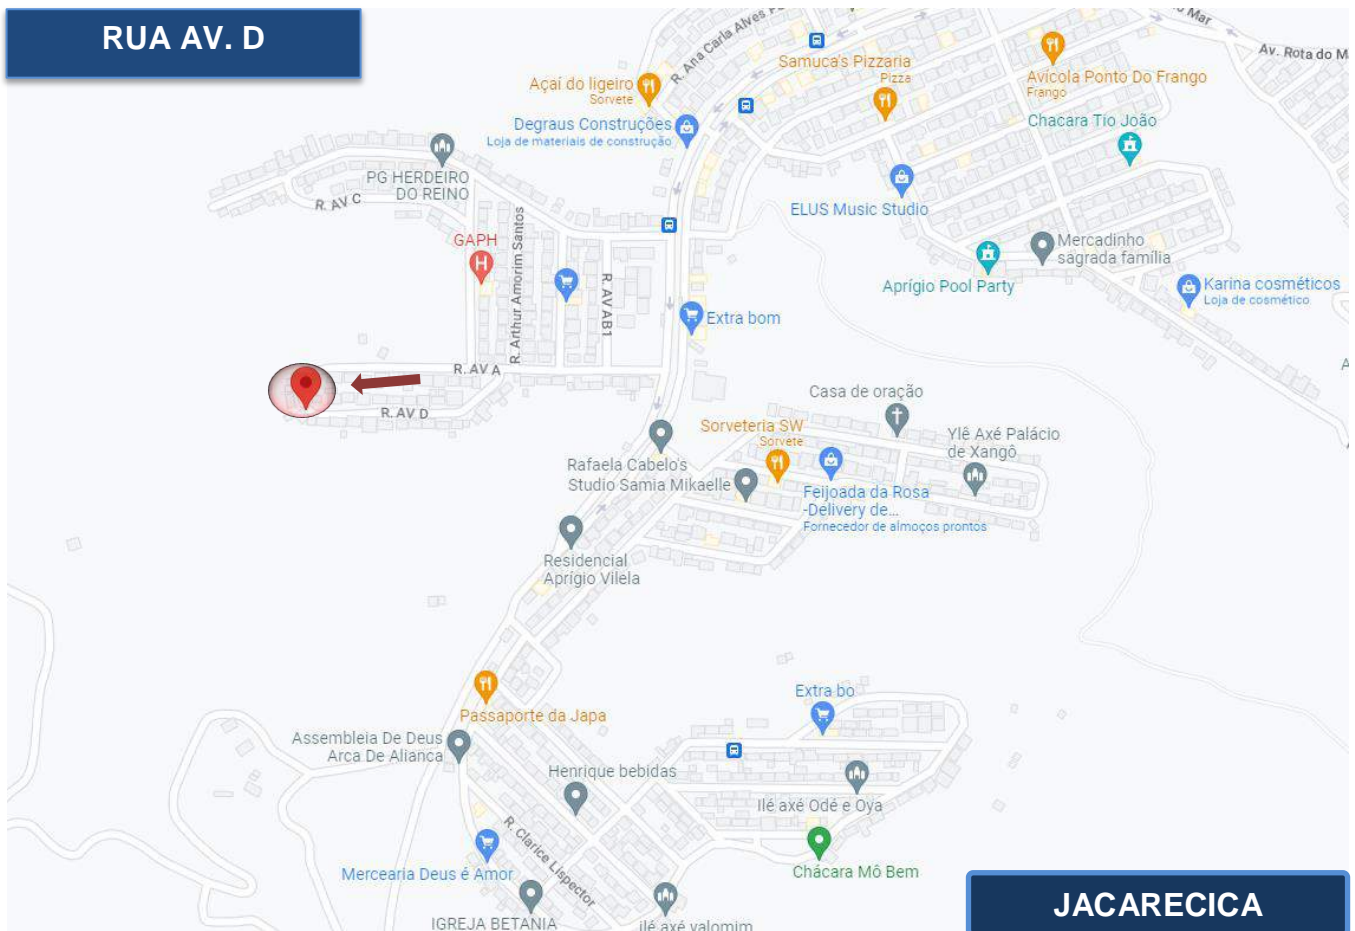 RUA AV. D
R. Ana Carla Alves
Mar
Av. Rota do M
Samuca's Pizzaria
Pizza
Avícola Ponto Do Frango
Frango
Açaí do ligeiro
Sorvete
Degraus Construções
Loja de materiais de construção
Chacara Tio João
PG HERDEIRO
DO REINO
R. AV C
ELUS Music Studio
GAPH
H
R. Arthur Amorim Santos
R. AV AB1
Mercadinho
sagrada família
Aprígio Pool Party
Karina cosméticos
Loja de cosmético
Extra bom
A
R. AV A
R. AV D
Casa de oração
Sorveteria SW
Sorvete
Ylê Axé Palácio
de Xangô
Rafaela Cabelo's
Studio Samia Mikaelle
Feijoada da Rosa
-Delivery de...
Fornecedor de almoços prontos
Residencial
Aprígio Vilela
Extra bo
Passaporte da Japa
Assembleia De Deus
Arca De Alianca
Henrique bebidas
Ilé axé Odé e Oya
R. Clarice Lispector
Mercearia Deus é Amor
Chácara Mô Bem
IGREJA BETANIA
ilé axé yalomim
JACARECICA